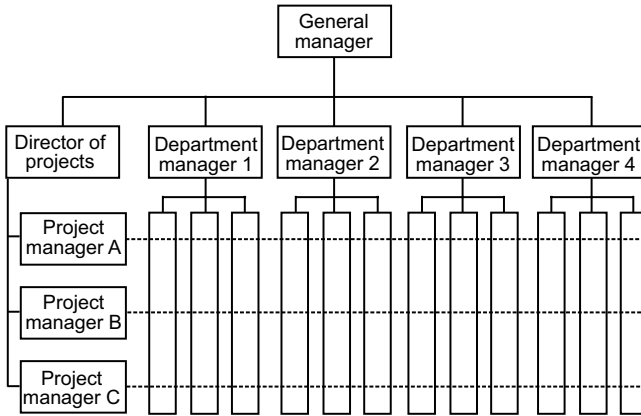 General
manager
Director of
projects
Department
manager 1
Department
manager 2
Department
manager 3
Department
manager 4
Project
manager A
Project
manager B
Project
manager C